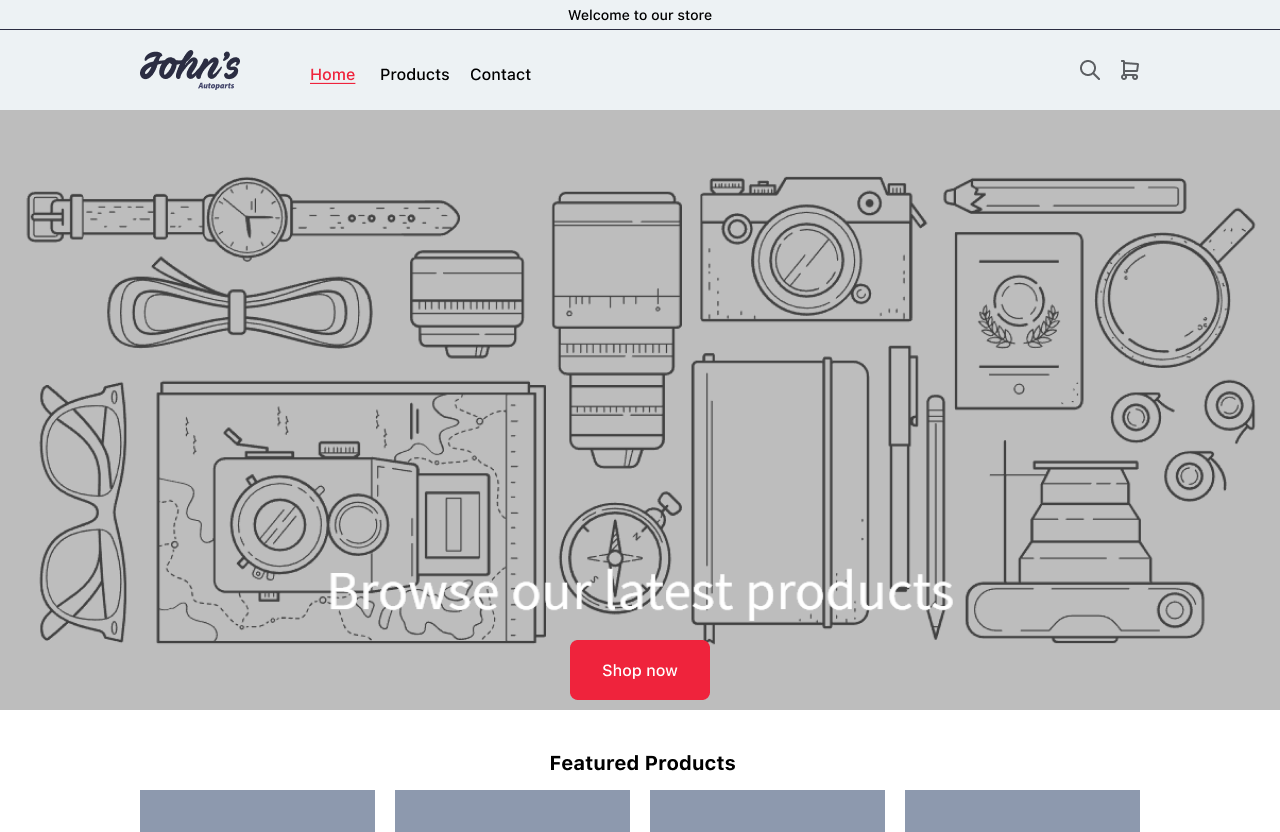 Welcome to our store
John's
Autoparts
Home
Products
Contact
Browse our latest products
Shop now
Featured Products